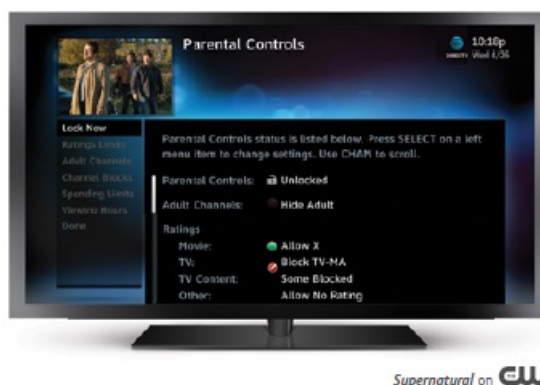 Parental Controls
10:18p
DIRECTV Wed
Lock Now
Ratings Limits
Adult Channels
Channel Blocks
Spending Limits
Viewing Hours
Done
Parental Controls status is listed below. Press SELECT on a left
menu item to change settings. Use CHAN to scroll.
Parental Controls: Unlocked
Adult Channels: Hide Adult
Ratings
Movie: Allow X
TV: Block TV-MA
TV Content: Some Blocked
Other: Allow No Rating
Supernatural on CW